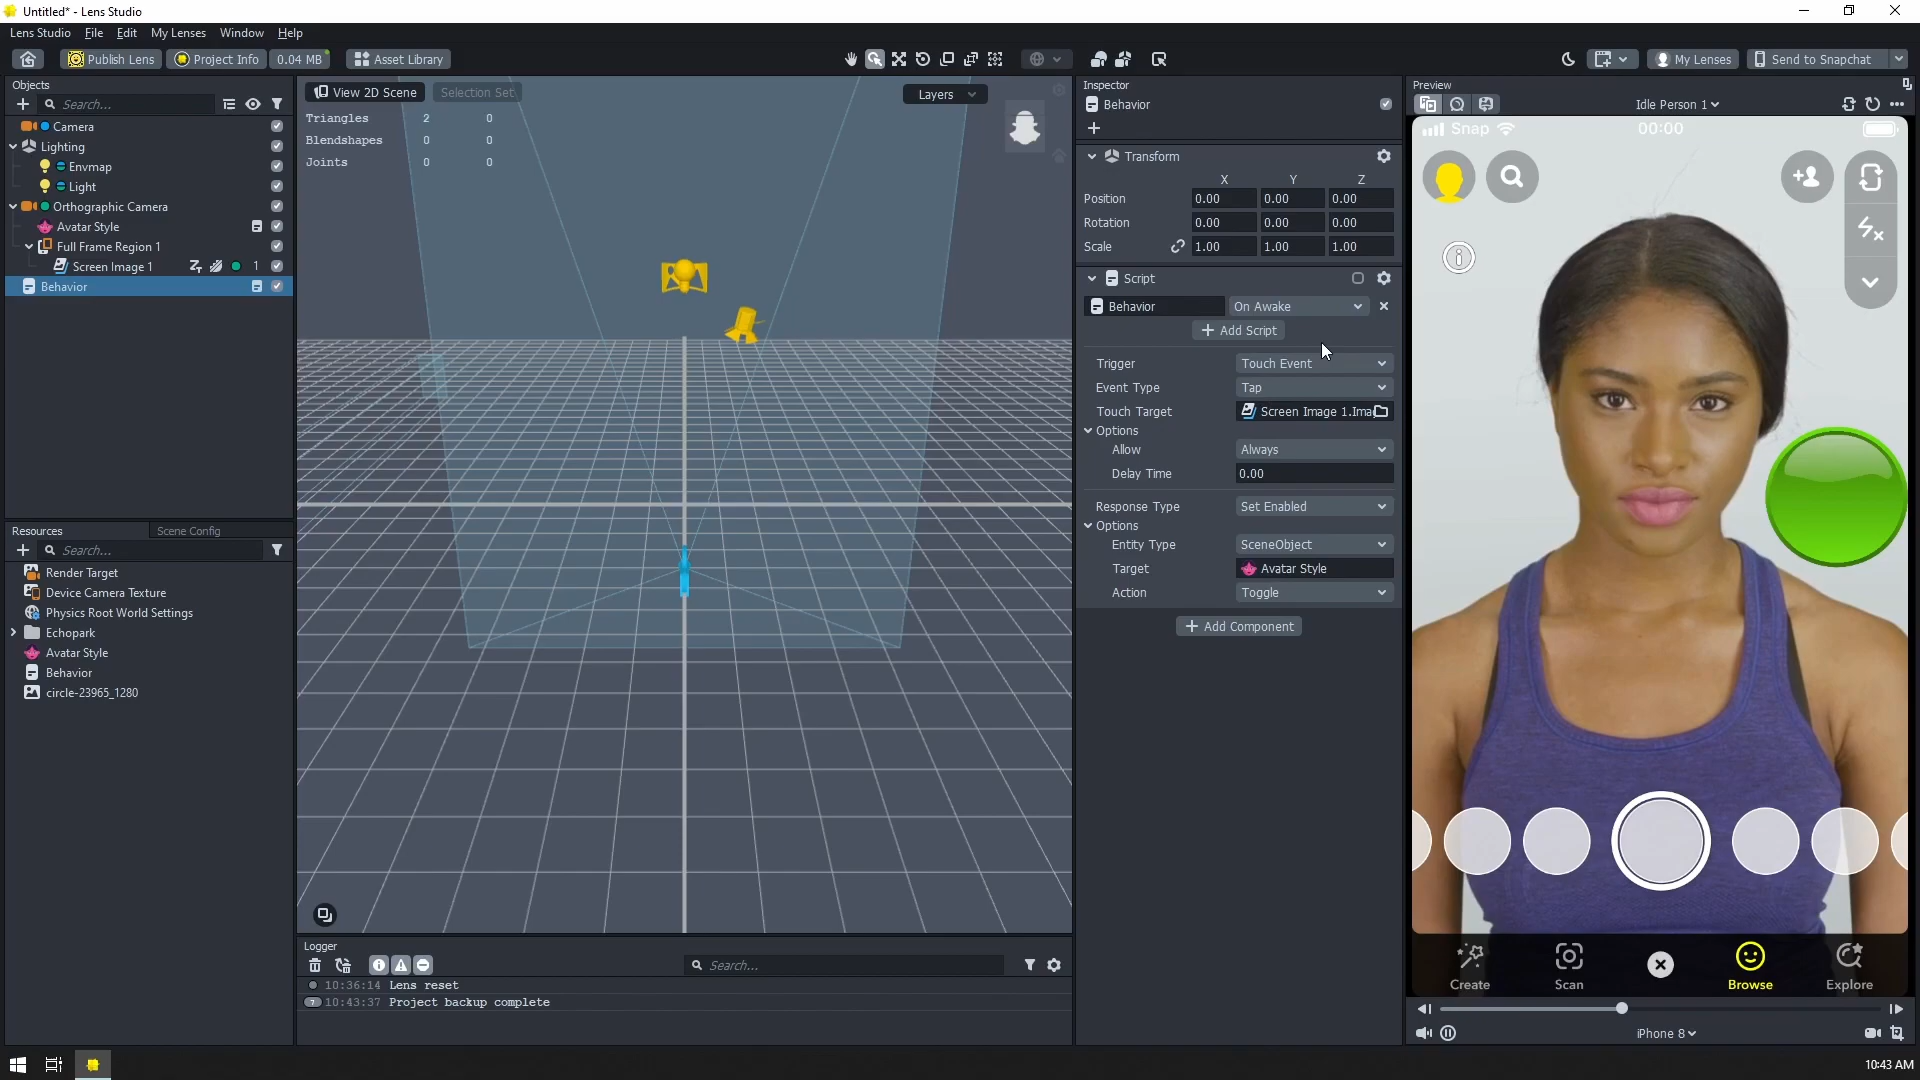 Untitled* - Lens Studio
Lens Studio File Edit My Lenses Window Help
Publish Lens Project Info 0.04 MB Asset Library My Lenses Send to Snapchat
Objects
Search...
Camera
Lighting
Envmap
Light
Orthographic Camera
Avatar Style
Full Frame Region 1
Screen Image 1 1
Behavior
Resources Scene Config
Search...
Render Target
Device Camera Texture
Physics Root World Settings
Echopark
Avatar Style
Behavior
circle-23965_1280
View 2D Scene Selection Set Layers
Triangles 2 0
Blendshapes 0 0
Joints 0 0
Logger
Search...
10:36:14 Lens reset
10:43:37 Project backup complete
Inspector
Behavior
Transform
X Y Z
Position 0.00 0.00 0.00
Rotation 0.00 0.00 0.00
Scale 1.00 1.00 1.00
Script
Behavior On Awake
+ Add Script
Trigger Touch Event
Event Type Tap
Touch Target Screen Image 1.Ima
Options
Allow Always
Delay Time 0.00
Response Type Set Enabled
Options
Entity Type SceneObject
Target Avatar Style
Action Toggle
+ Add Component
Preview
Idle Person 1
Snap 00:00
Create Scan Browse Explore
iPhone 8
10:43 AM